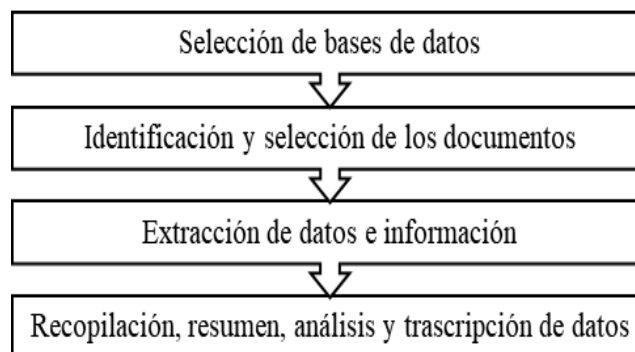 Selección de bases de datos
Identificación y selección de los documentos
Extracción de datos e información
Recopilación, resumen, análisis y trascripción de datos